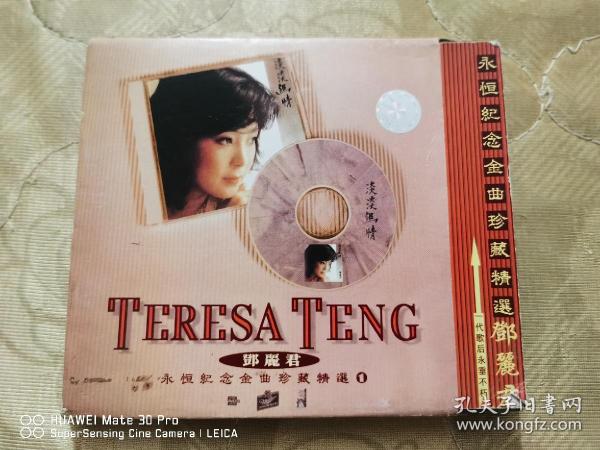 淡淡幽情
淡淡幽情
TERESA TENG
鄧麗君
永恒紀念金曲珍藏精選1
永恒紀念金曲珍藏精選鄧麗君
一代歌后永垂不朽
HUAWEI Mate 30 Pro
SuperSensing Cine Camera | LEICA
孔夫子旧书网
www.kongfz.com